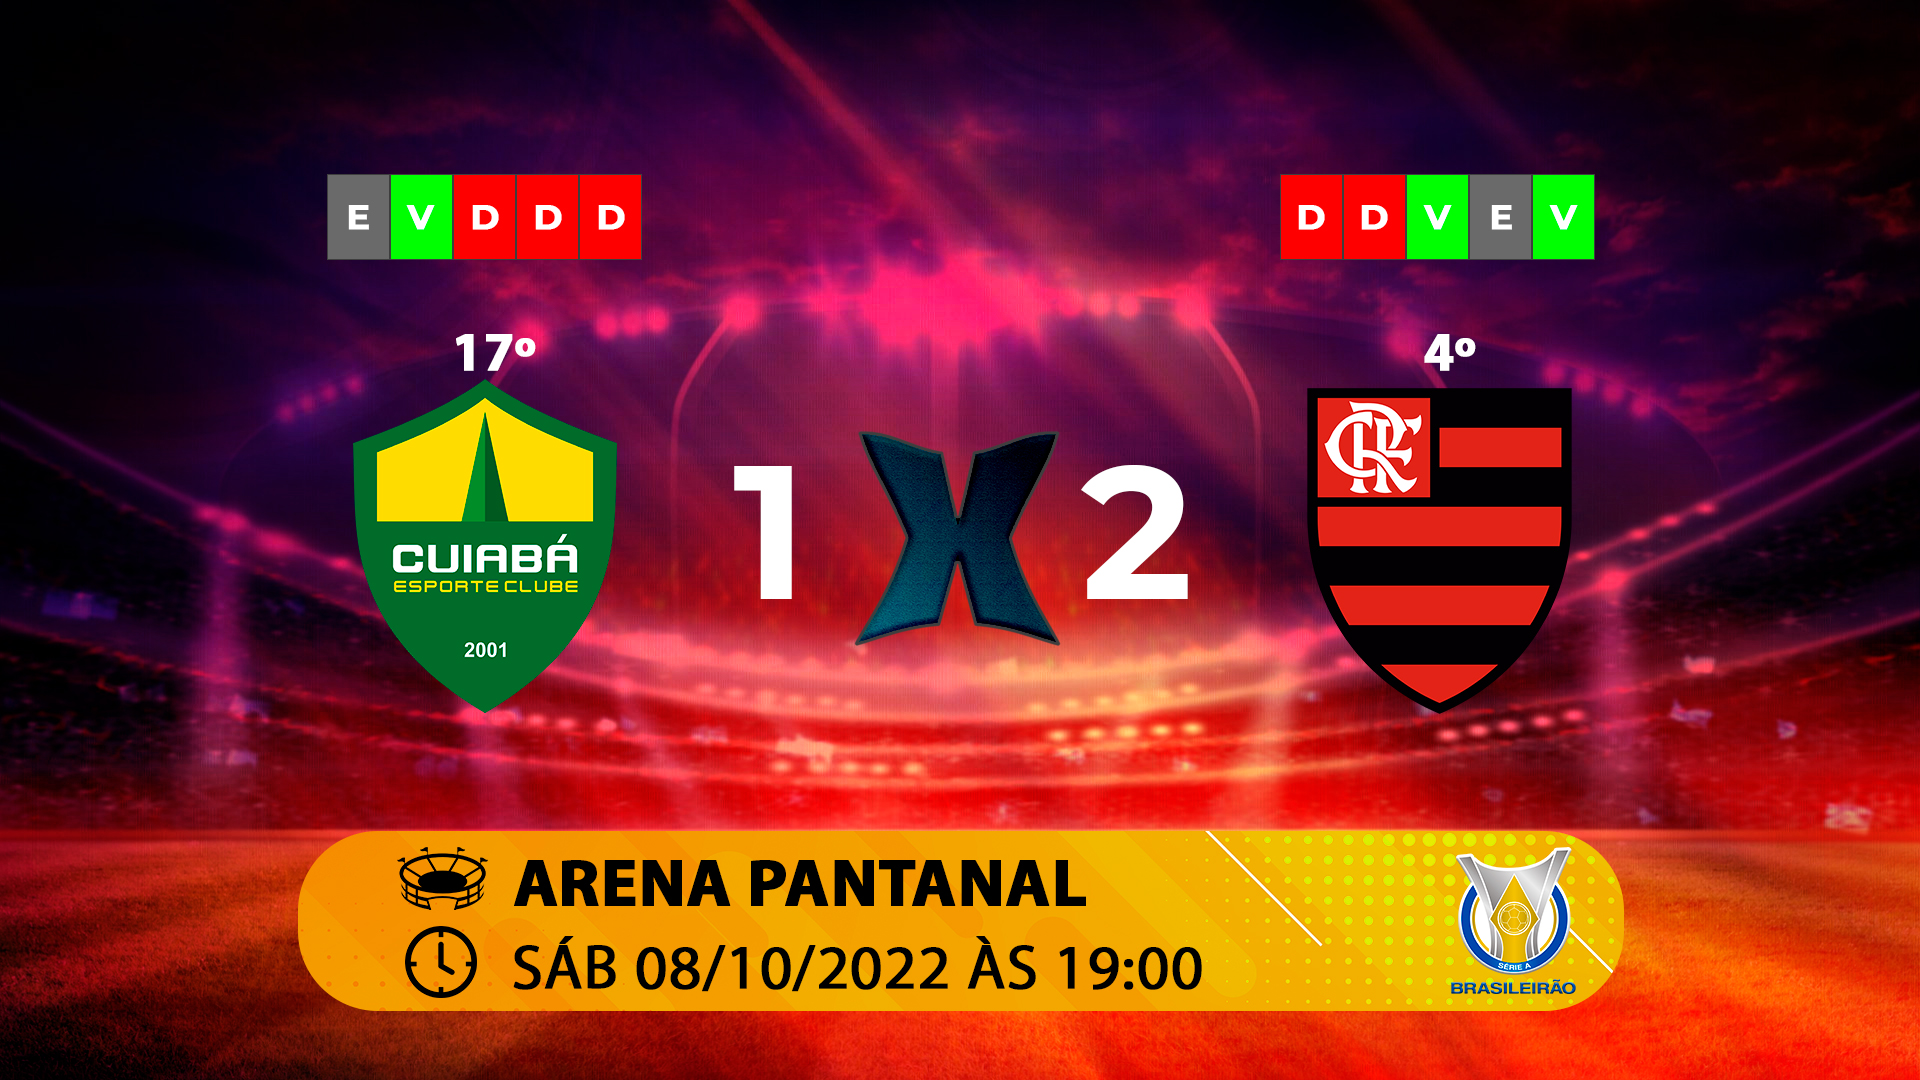 E V D D D
D D V E V
17º
4º
CRF
1 X 2
CUIABÁ
ESPORTE CLUBE
2001
ARENA PANTANAL
SÁB 08/10/2022 ÀS 19:00
SÉRIE A
BRASILEIRÃO